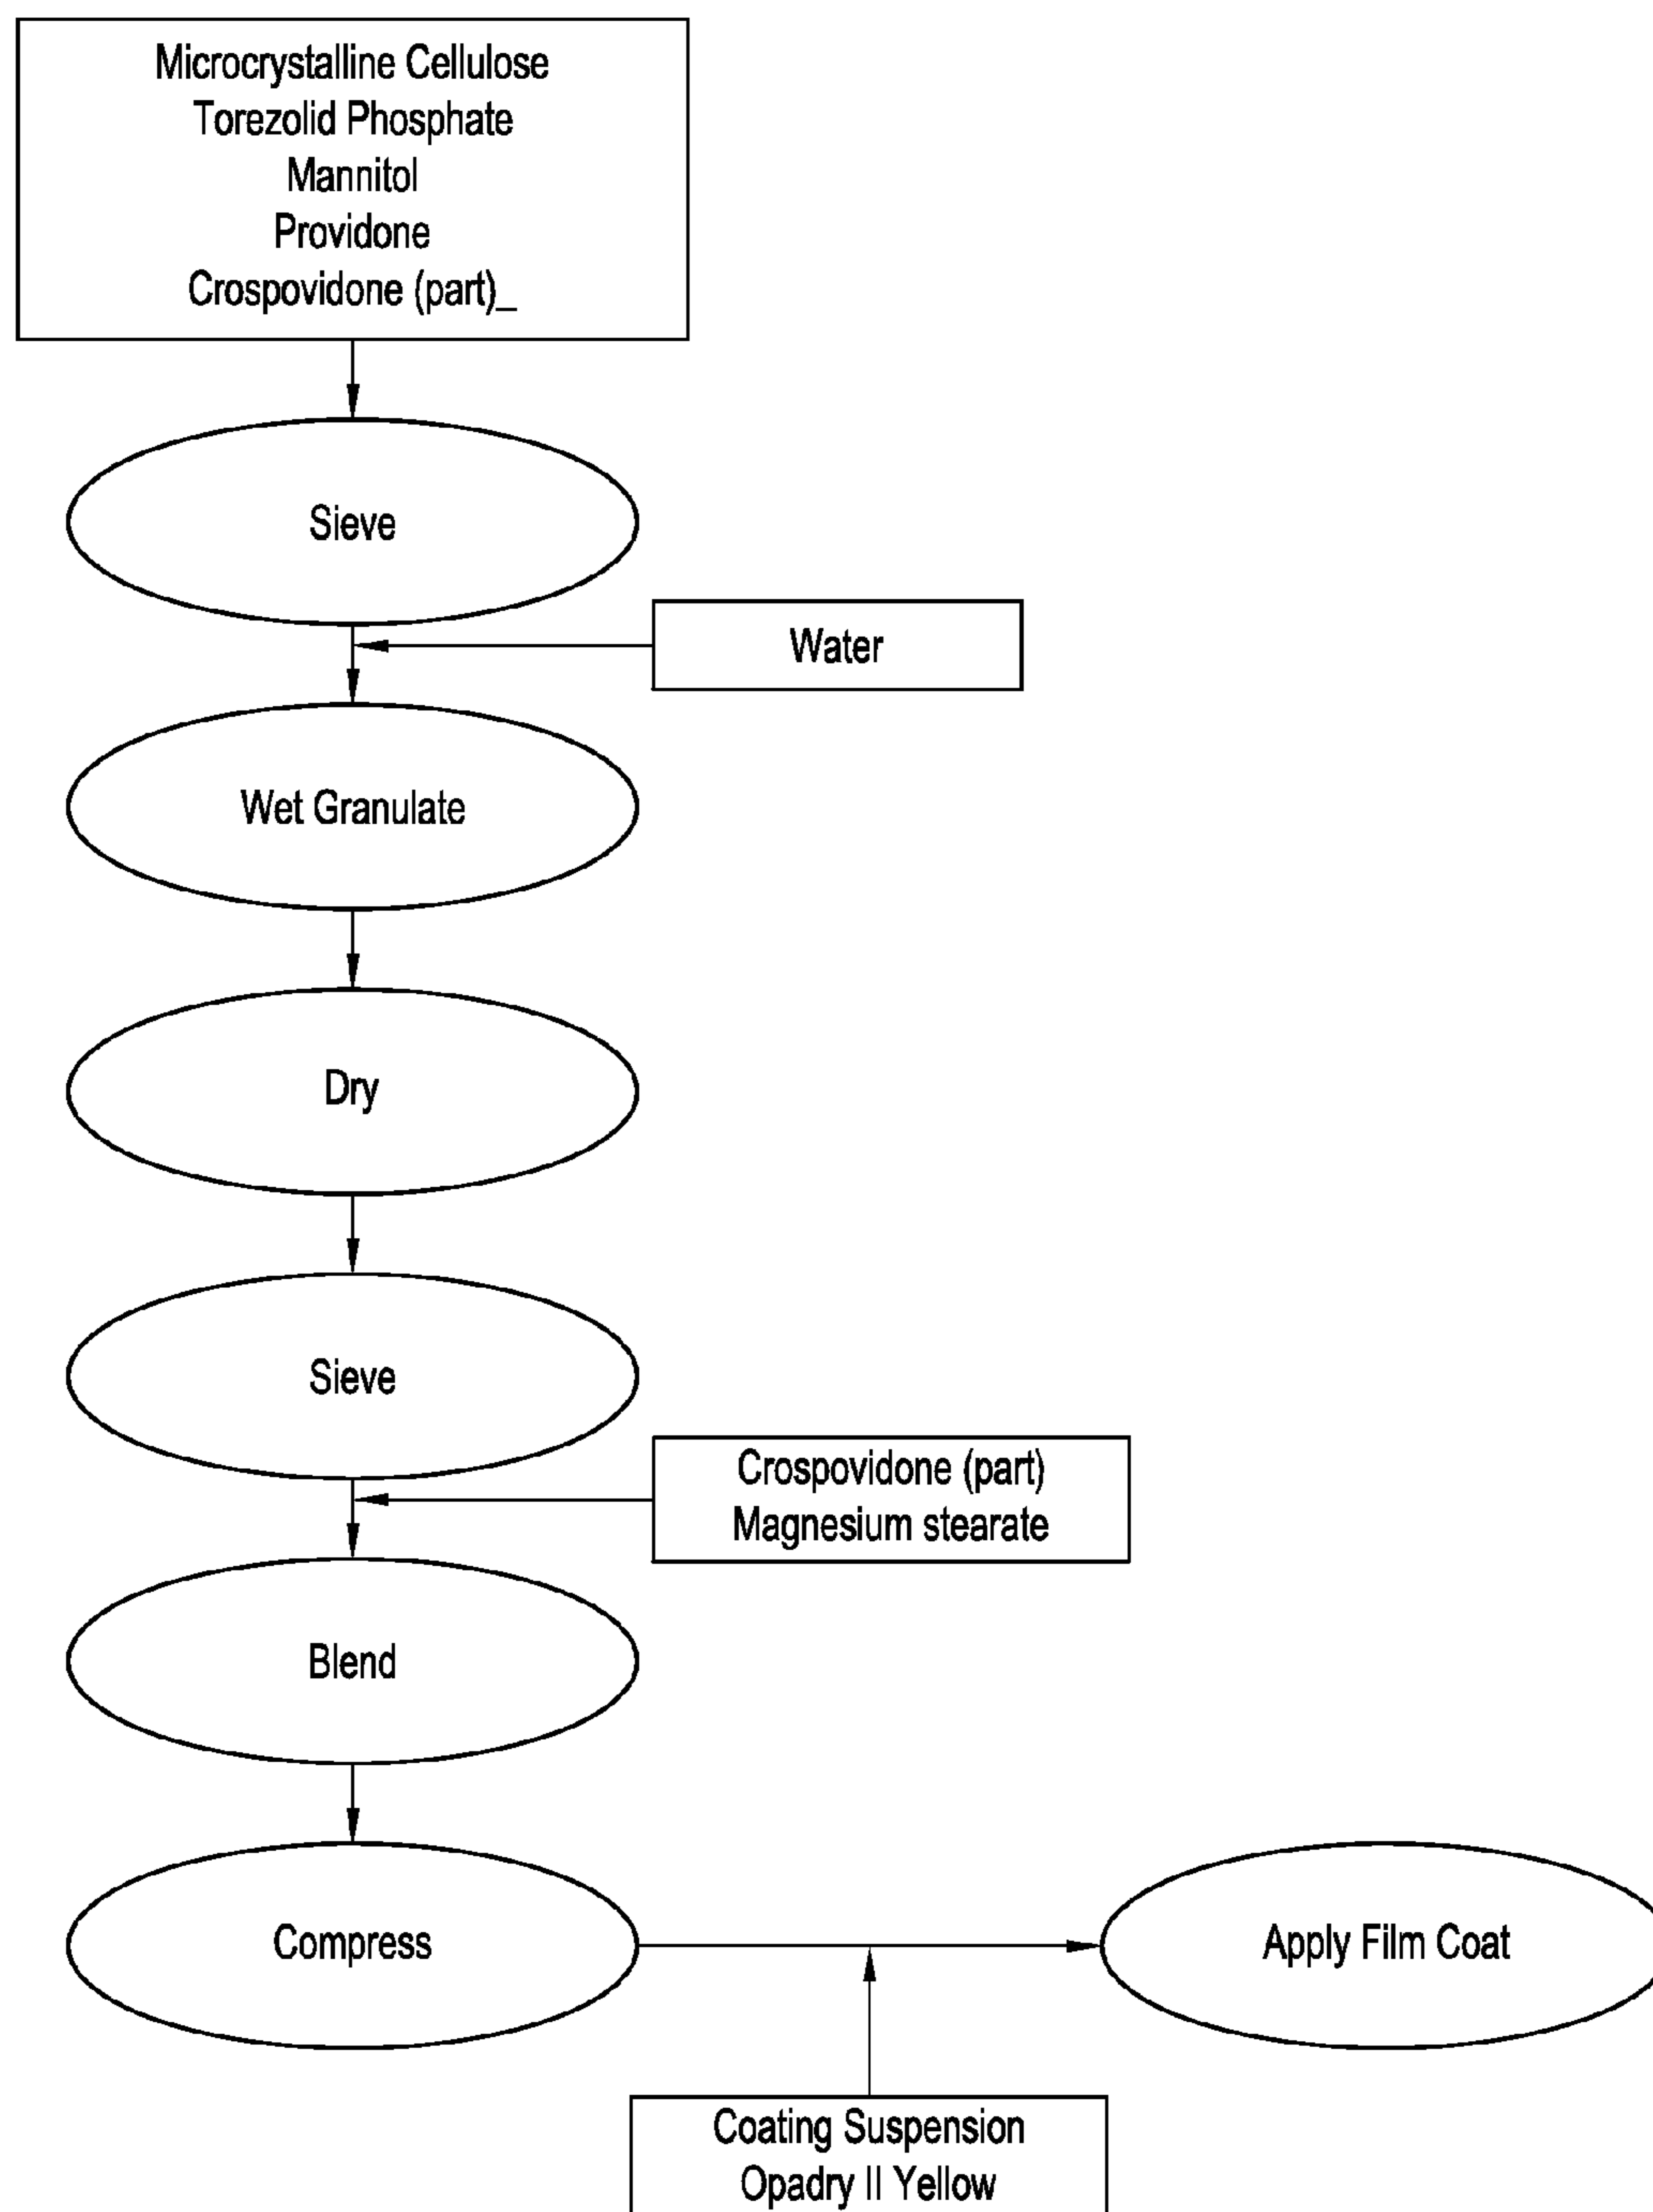 Microcrystalline Cellulose
Torezolid Phosphate
Mannitol
Providone
Crospovidone (part)_
Sieve
Water
Wet Granulate
Dry
Sieve
Crospovidone (part)
Magnesium stearate
Blend
Compress
Apply Film Coat
Coating Suspension
Opadry II Yellow